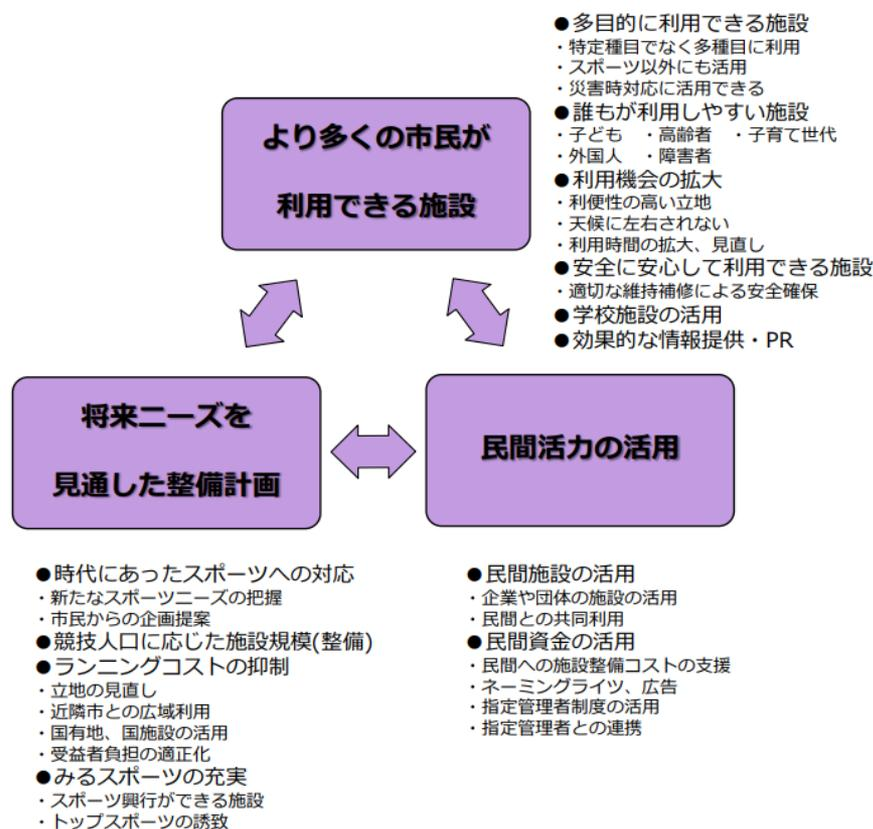 ●多目的に利用できる施設
・特定種目でなく多種目に利用
・スポーツ以外にも活用
・災害時対応に活用できる
●誰もが利用しやすい施設
・子ども ・高齢者 ・子育て世代
・外国人 ・障害者
●利用機会の拡大
・利便性の高い立地
・天候に左右されない
・利用時間の拡大、見直し
●安全に安心して利用できる施設
・適切な維持補修による安全確保
●学校施設の活用
●効果的な情報提供・PR
より多くの市民が
利用できる施設
将来ニーズを
見通した整備計画
民間活力の活用
●時代にあったスポーツへの対応
・新たなスポーツニーズの把握
・市民からの企画提案
●競技人口に応じた施設規模(整備)
●ランニングコストの抑制
・立地の見直し
・近隣市との広域利用
・国有地、国施設の活用
・受益者負担の適正化
●みるスポーツの充実
・スポーツ興行ができる施設
・トップスポーツの誘致
●民間施設の活用
・企業や団体の施設の活用
・民間との共同利用
●民間資金の活用
・民間への施設整備コストの支援
・ネーミングライツ、広告
・指定管理者制度の活用
・指定管理者との連携